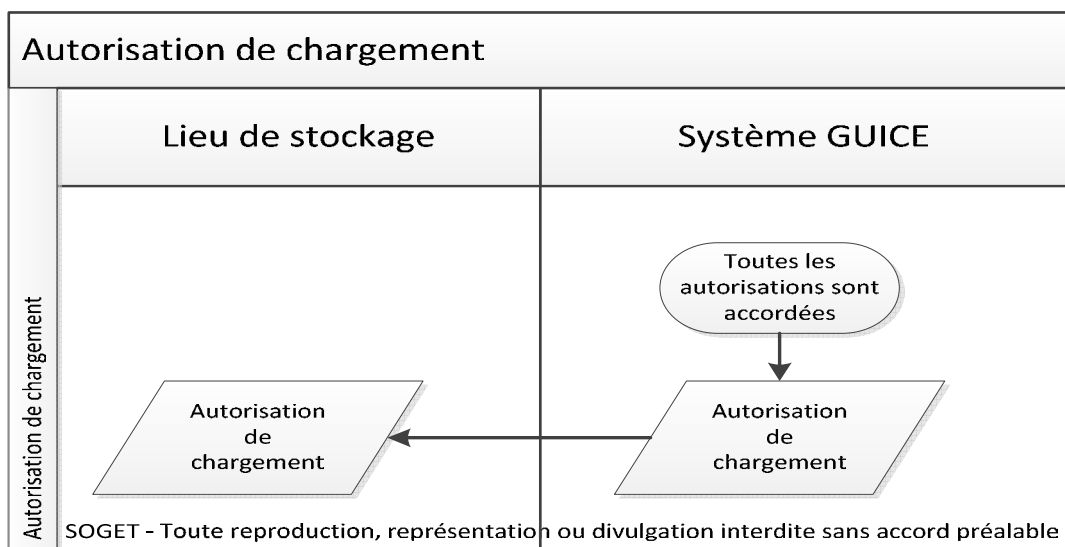 Autorisation de chargement
Lieu de stockage
Système GUICE
Autorisation de chargement
Toutes les
autorisations sont
accordées
Autorisation
de
chargement
Autorisation
de
chargement
SOGET - Toute reproduction, représentation ou divulgation interdite sans accord préalable